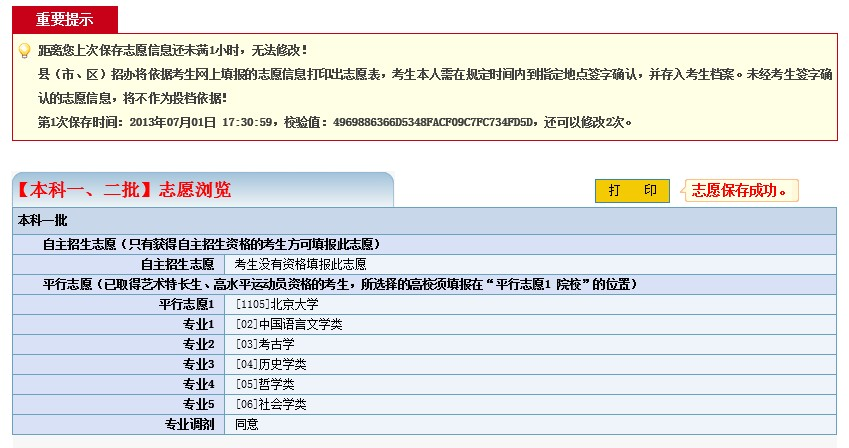 重要提示
距离您上次保存志愿信息还未满1小时，无法修改！
县（市、区）招办将依据考生网上填报的志愿信息打印出志愿表，考生本人需在规定时间内到指定地点签字确认，并存入考生档案。未经考生签字确
认的志愿信息，将不作为投档依据！
第1次保存时间：2013年07月01日 17:30:59，校验值：4969886366D5348FACF09C7FC734FD5D，还可以修改2次。
【本科一、二批】志愿浏览
打 印
志愿保存成功。
本科一批
自主招生志愿（只有获得自主招生资格的考生方可填报此志愿）
自主招生志愿 考生没有资格填报此志愿
平行志愿（已取得艺术特长生、高水平运动员资格的考生，所选择的高校须填报在“平行志愿1 院校”的位置）
平行志愿1 [1105]北京大学
专业1 [02]中国语言文学类
专业2 [03]考古学
专业3 [04]历史学类
专业4 [05]哲学类
专业5 [06]社会学类
专业调剂 同意